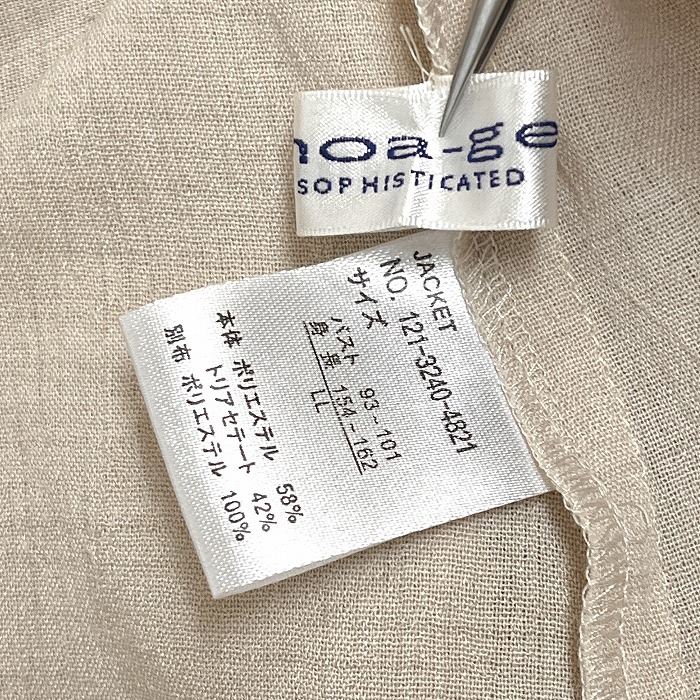 noa-ge
SOPHISTICATED
JACKET
NO. 121-3240-4821
サイズ
バスト 93~101
身長 154-162
LL
本体 ポリエステル 58%
トリアセテート 42%
別布 ポリエステル 100%